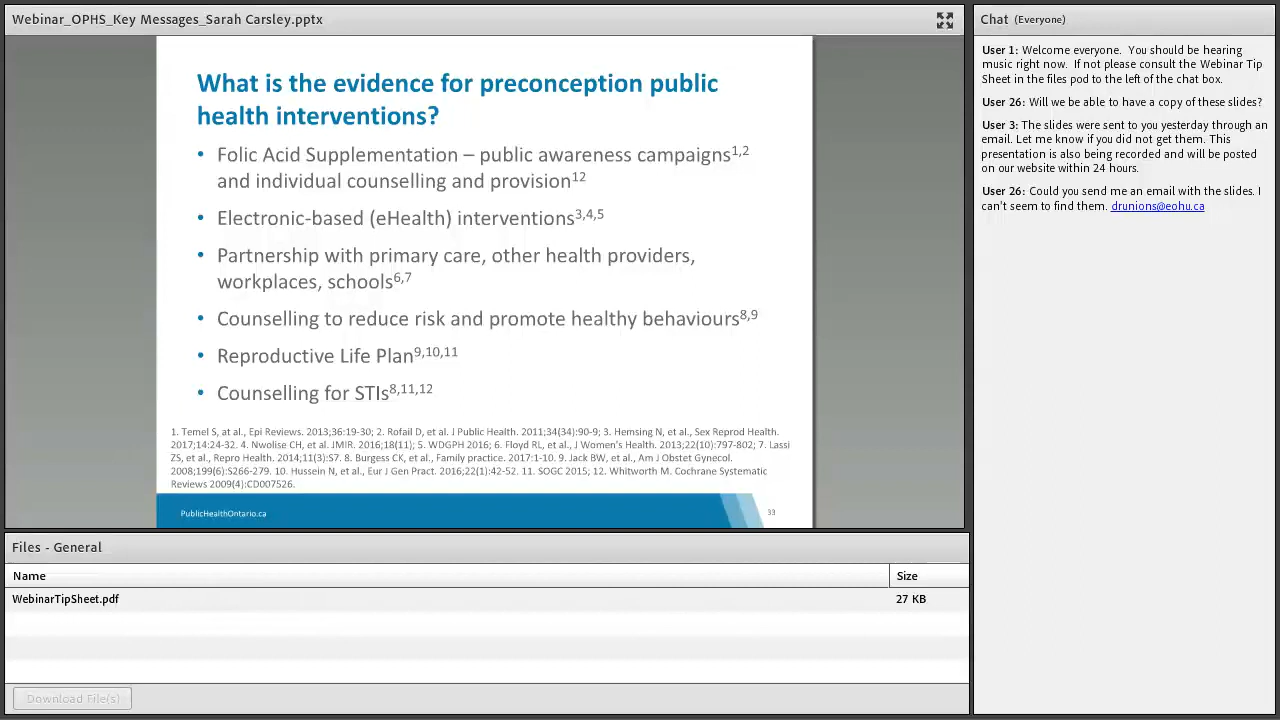 Webinar_OPHS_Key Messages_Sarah Carsley.pptx
What is the evidence for preconception public
health interventions?
• Folic Acid Supplementation – public awareness campaigns1,2
and individual counselling and provision12
• Electronic-based (eHealth) interventions3,4,5
• Partnership with primary care, other health providers,
workplaces, schools6,7
• Counselling to reduce risk and promote healthy behaviours8,9
• Reproductive Life Plan9,10,11
• Counselling for STIs8,11,12
1. Temel S, at al., Epi Reviews. 2013;36:19-30; 2. Rofail D, et al. J Public Health. 2011;34(34):90-9; 3. Hemsing N, et al., Sex Reprod Health.
2017;14:24-32. 4. Nwolise CH, et al. JMIR. 2016;18(11); 5. WDGPH 2016; 6. Floyd RL, et al., J Women's Health. 2013;22(10):797-802; 7. Lassi
ZS, et al., Repro Health. 2014;11(3):S7. 8. Burgess CK, et al., Family practice. 2017:1-10. 9. Jack BW, et al., Am J Obstet Gynecol.
2008;199(6):S266-279. 10. Hussein N, et al., Eur J Gen Pract. 2016;22(1):42-52. 11. SOGC 2015; 12. Whitworth M. Cochrane Systematic
Reviews 2009(4):CD007526.
PublicHealthOntario.ca
33
Files - General
Name Size
WebinarTipSheet.pdf 27 KB
Download File(s)
Chat (Everyone)
User 1: Welcome everyone. You should be hearing
music right now. If not please consult the Webinar Tip
Sheet in the files pod to the left of the chat box.
User 26: Will we be able to have a copy of these slides?
User 3: The slides were sent to you yesterday through an
email. Let me know if you did not get them. This
presentation is also being recorded and will be posted
on our website within 24 hours.
User 26: Could you send me an email with the slides. I
can't seem to find them. drunions@eohu.ca